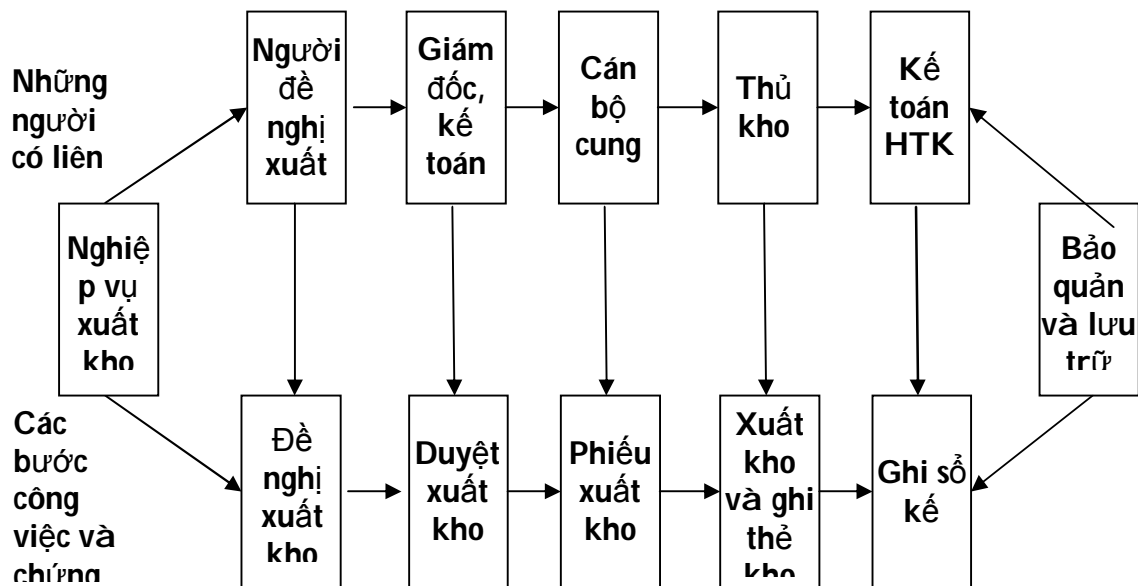 Những
người
có liên
Người
đề
nghị
xuất
Giám
đốc,
kế
toán
Cán
bộ
cung
Thủ
kho
Kế
toán
HTK
Nghiệ
p vụ
xuất
kho
Bảo
quản
và lưu
trữ
Các
bước
công
việc và
chứng
Đề
nghị
xuất
kho
Duyệt
xuất
kho
Phiếu
xuất
kho
Xuất
kho
và ghi
thẻ
kho
Ghi sổ
kế